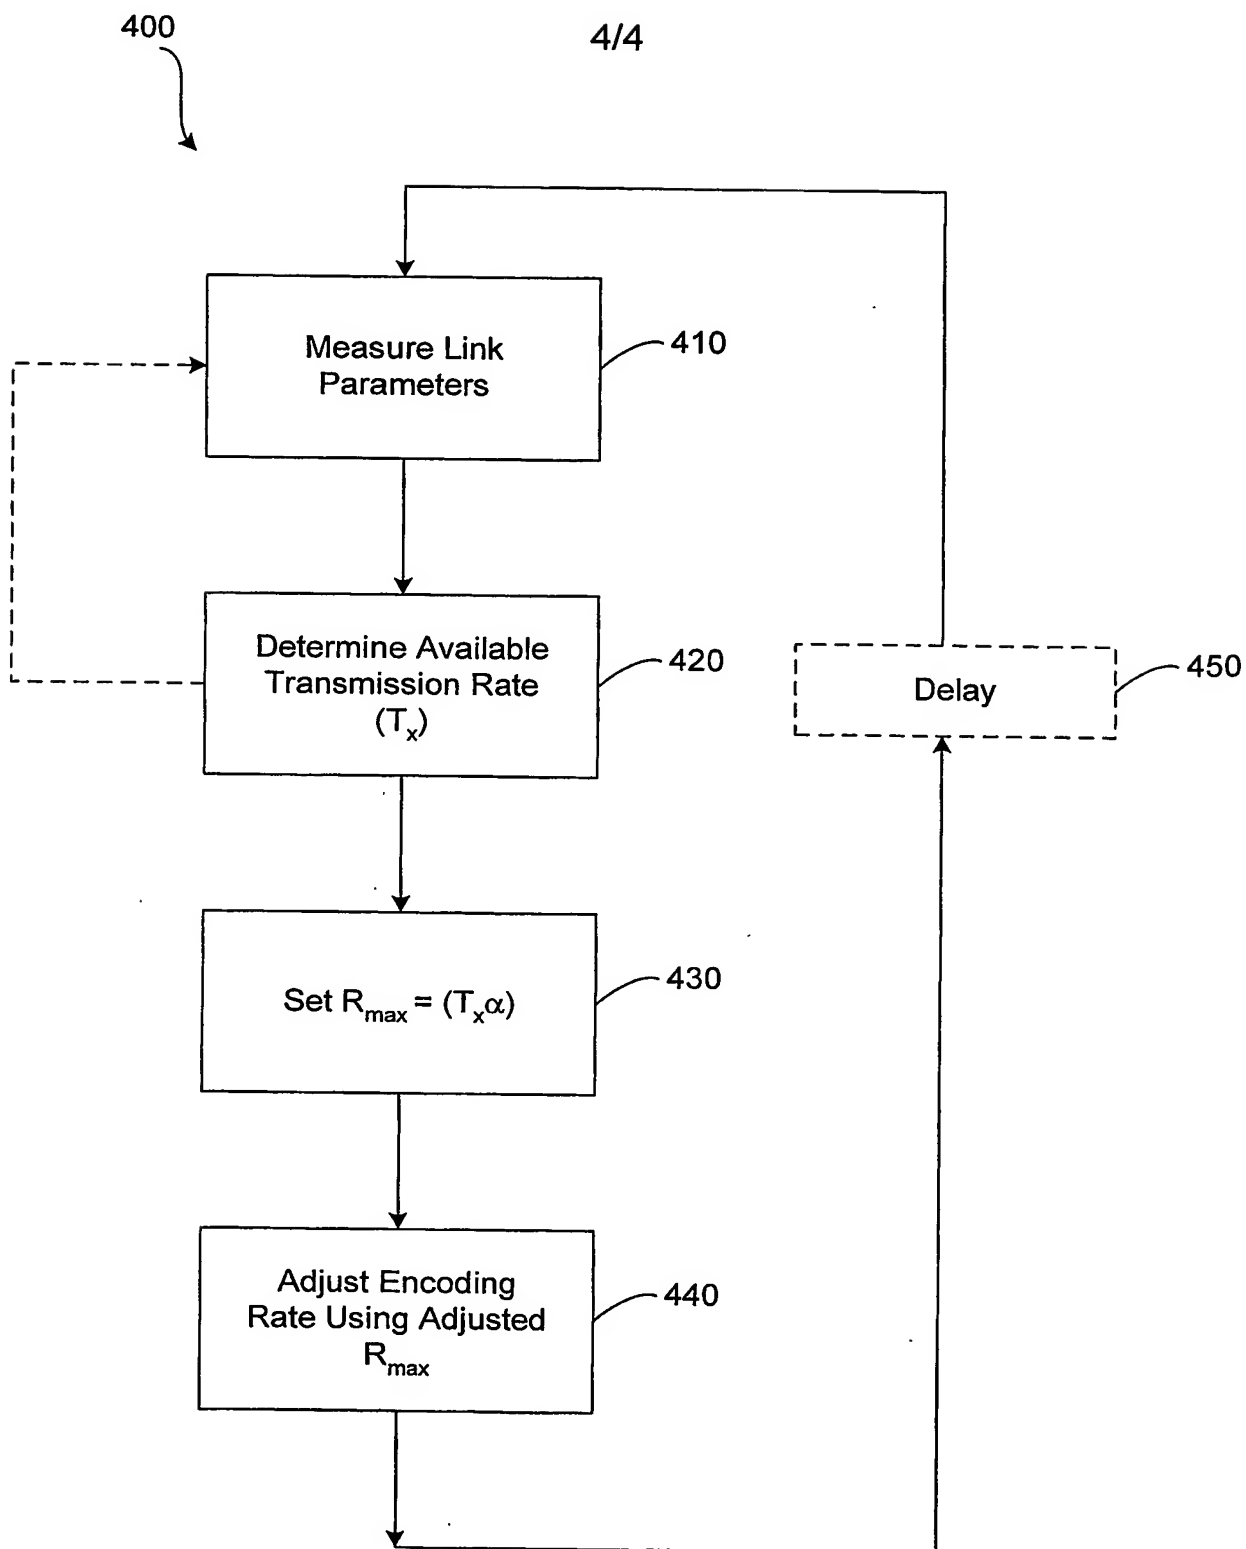 400
4/4
Measure Link
Parameters
410
Determine Available
Transmission Rate
(Tₓ)
420
Delay
450
Set Rₘₐₓ = (Tₓα)
430
Adjust Encoding
Rate Using Adjusted
Rₘₐₓ
440